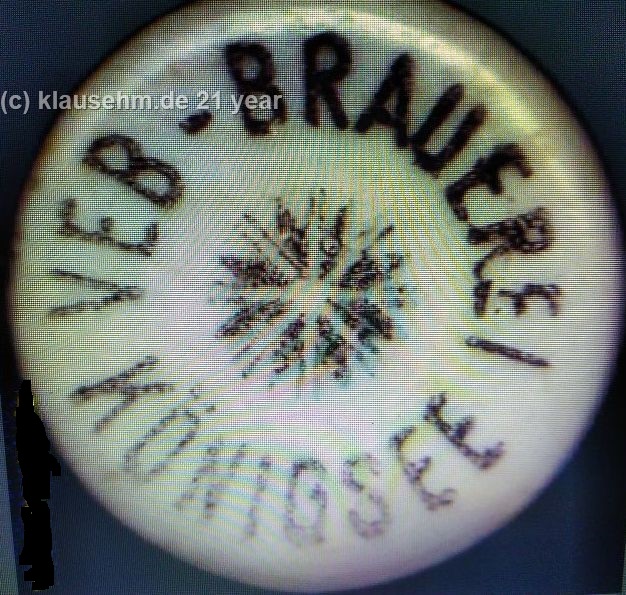 (c) klausehm.de 21 year
VEB-BRAUEREI
KÖNIGSEE